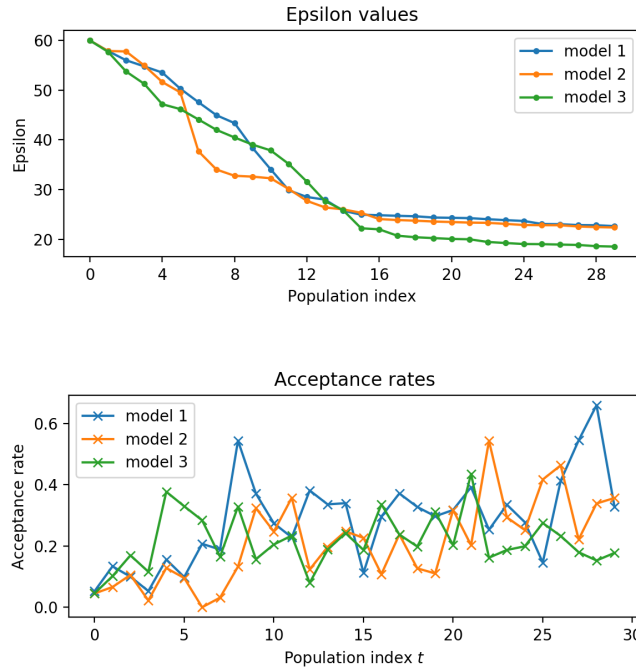 Epsilon values
60
50
40
30
20
Epsilon
model 1
model 2
model 3
0 4 8 12 16 20 24 28
Population index
Acceptance rates
0.6
0.4
0.2
0.0
Acceptance rate
model 1
model 2
model 3
0 5 10 15 20 25 30
Population index t